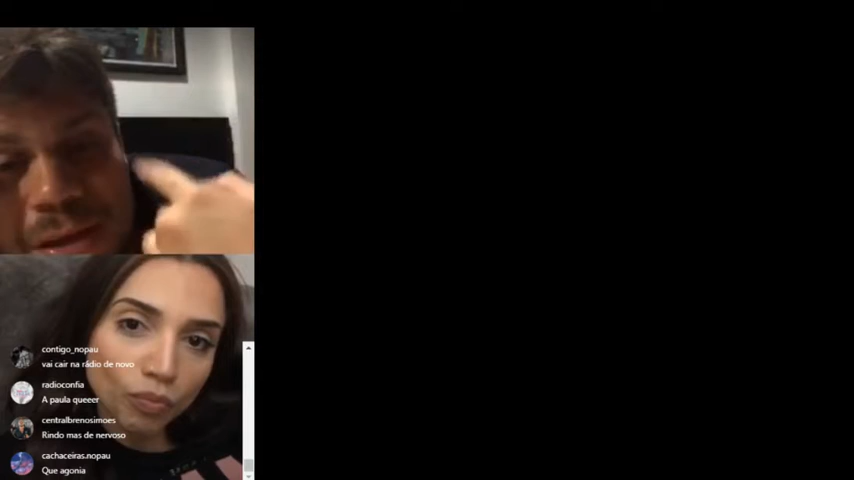 contigo_nopau
vai cair na rádio de novo
radioconfia
A paula queeer
centralbrenosimoes
Rindo mas de nervoso
cachaceiras.nopau
Que agonia